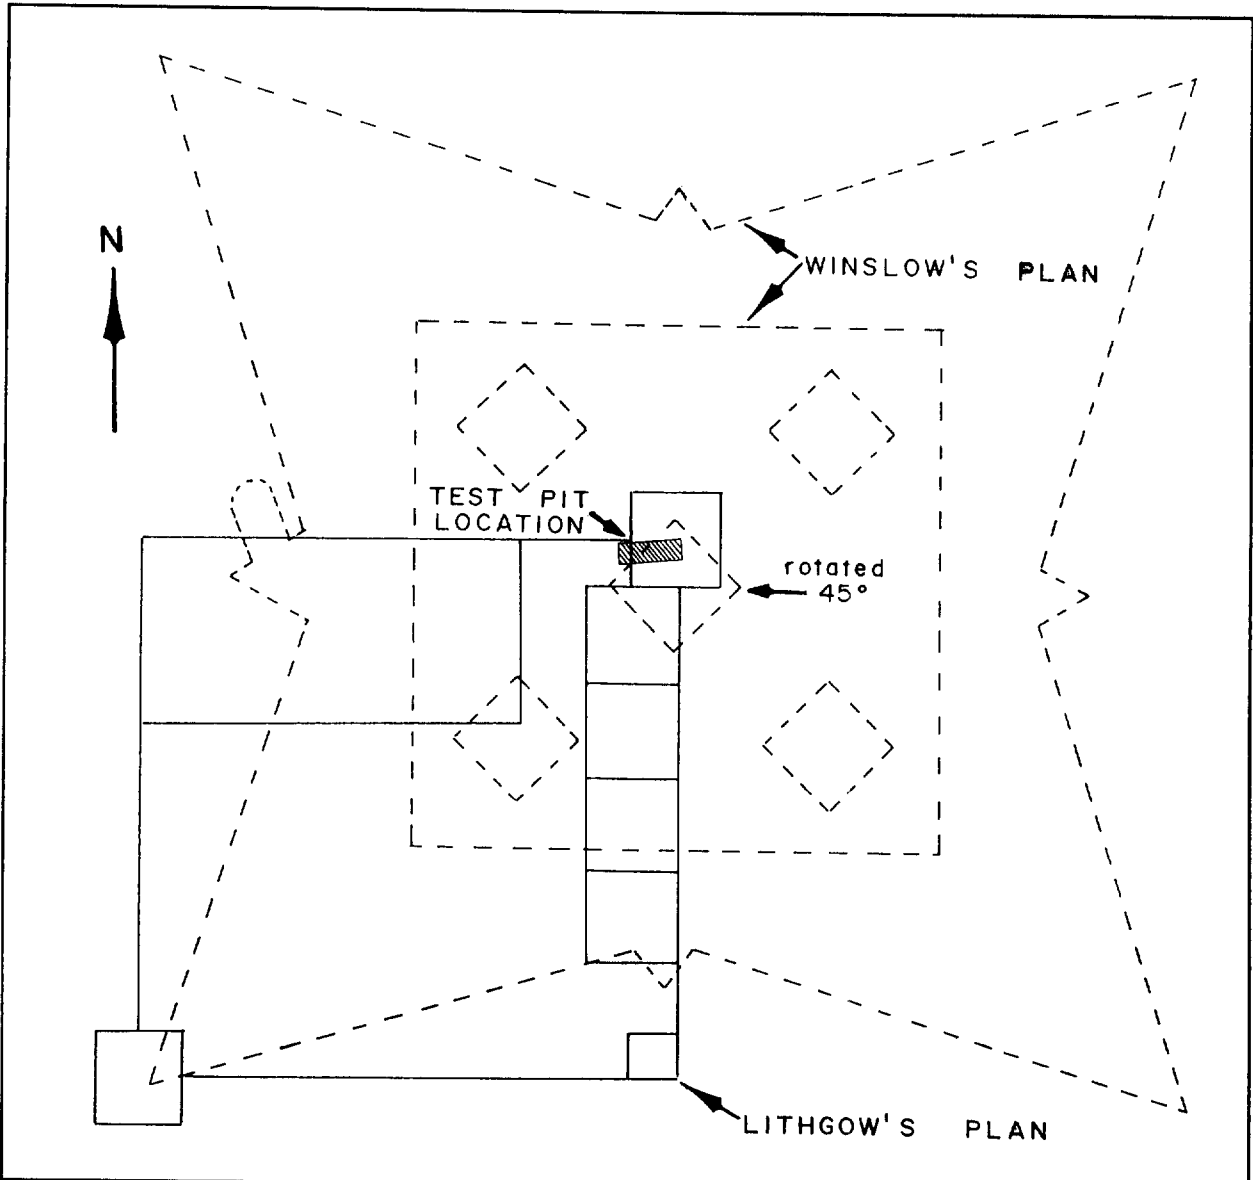 N
WINSLOW'S PLAN
TEST PIT
LOCATION
rotated
45°
LITHGOW'S PLAN